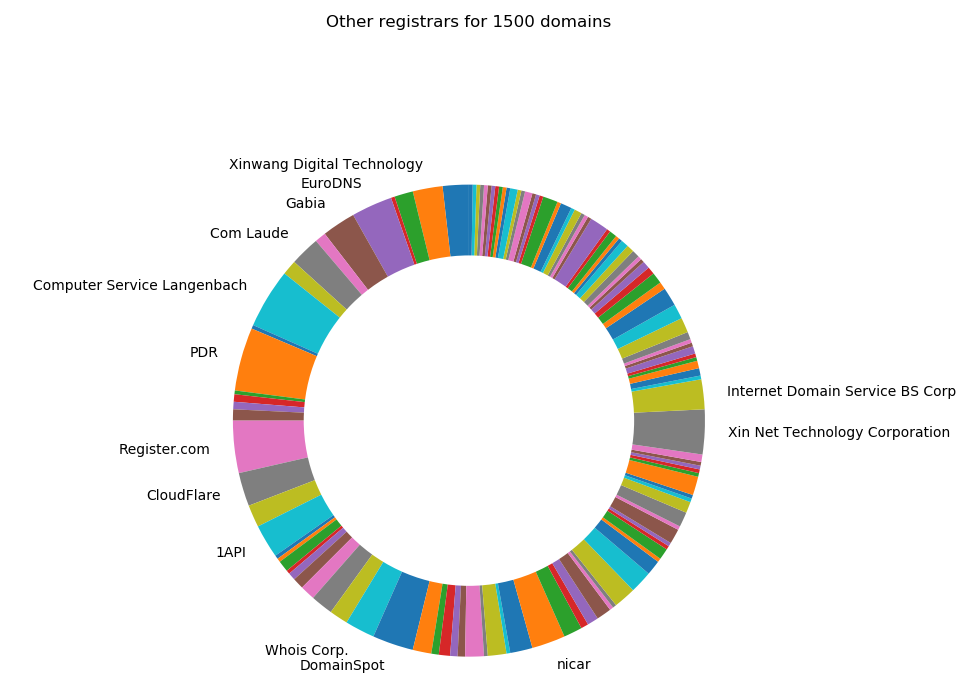 Other registrars for 1500 domains
Xinwang Digital Technology
EuroDNS
Gabia
Com Laude
Computer Service Langenbach
PDR
Internet Domain Service BS Corp
Xin Net Technology Corporation
Register.com
CloudFlare
1API
Whois Corp.
DomainSpot
nicar